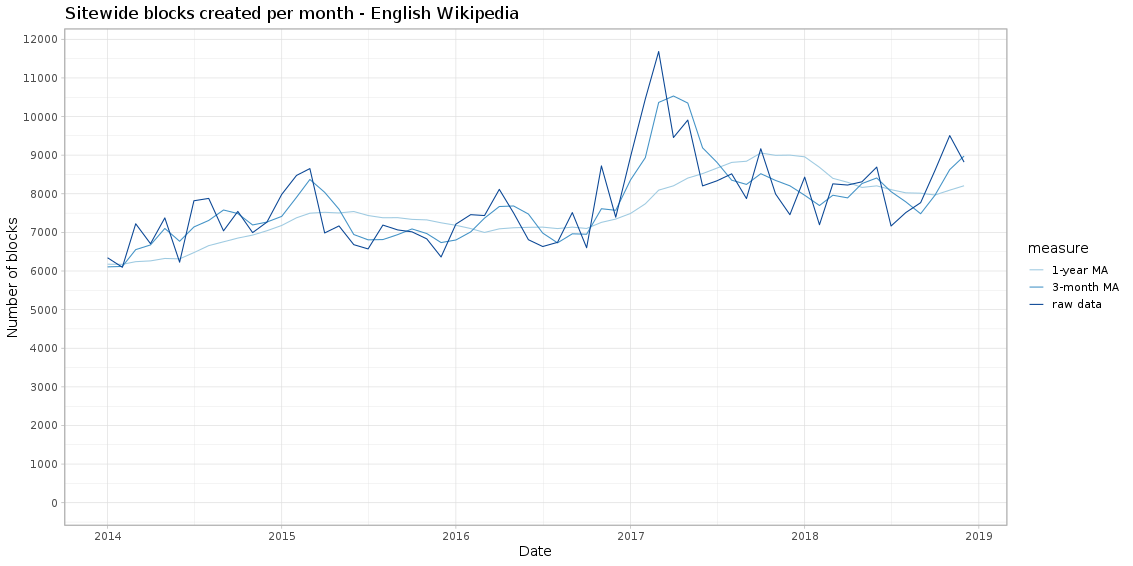 Sitewide blocks created per month - English Wikipedia
12000
11000
10000
9000
8000
7000
6000
5000
4000
3000
2000
1000
0
Number of blocks
2014 2015 2016 2017 2018 2019
Date
measure
1-year MA
3-month MA
raw data